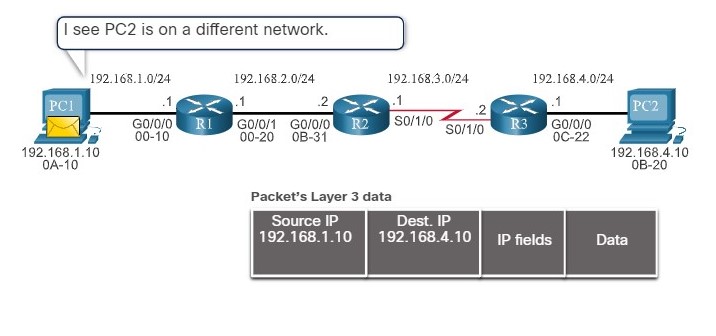 I see PC2 is on a different network.
192.168.1.0/24 192.168.2.0/24 192.168.3.0/24 192.168.4.0/24
PC1 .1 R1 .1 .2 R2 .1 .2 R3 .1 PC2
G0/0/0 G0/0/1 G0/0/0 S0/1/0 S0/1/0 G0/0/0
00-10 00-20 0B-31 0C-22
192.168.1.10 192.168.4.10
0A-10 0B-20
Packet's Layer 3 data
Source IP Dest. IP
192.168.1.10 192.168.4.10 IP fields Data